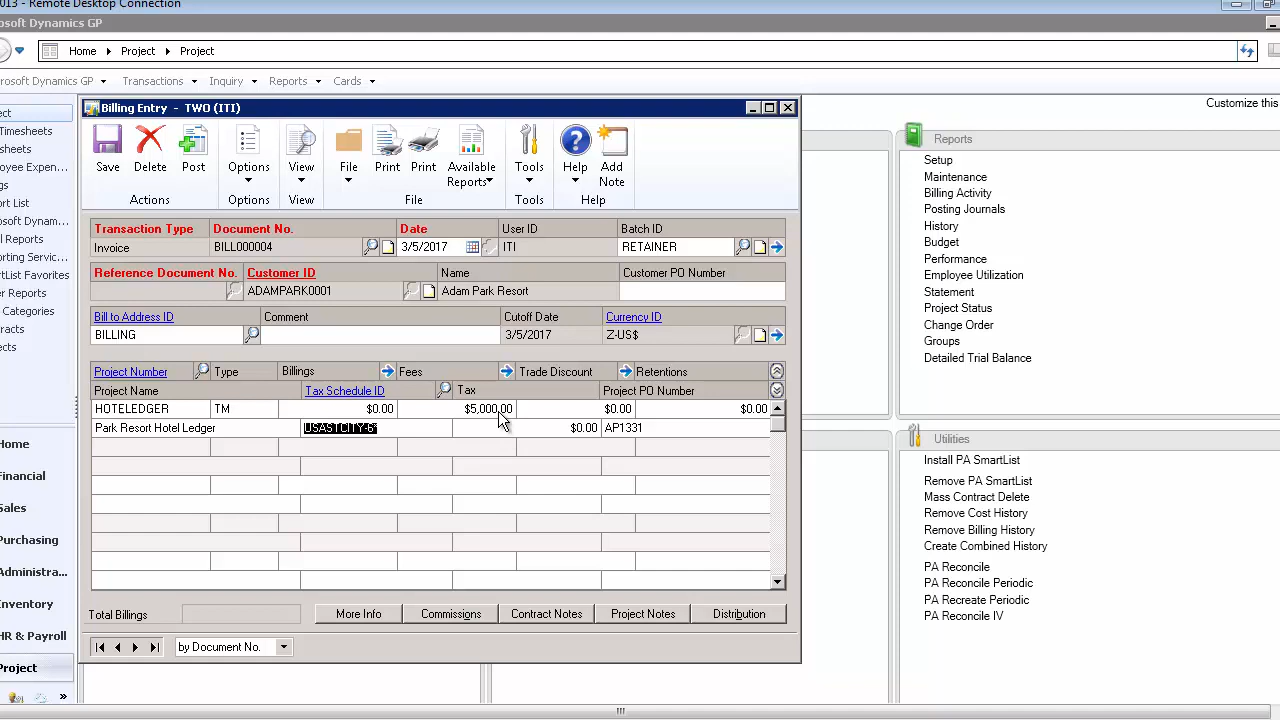 2013 - Remote Desktop Connection
osoft Dynamics GP
Home Project Project
rosoft Dynamics GP Transactions Inquiry Reports Cards
Customize this
Timesheets
sheets
oyee Expen...
gs
ort List
osoft Dynam...
l Reports
orting Servic...
artList Favorites
er Reports
Categories
racts
ects
Home
Financial
Sales
Purchasing
Administra...
Inventory
HR & Payroll
Project
»
Billing Entry - TWO (ITI)
Save Delete Post Options View File Print Print Available Reports Tools Help Add Note
Actions Options View File Tools Help
Transaction Type Document No. Date User ID Batch ID
Invoice BILL000004 3/5/2017 ITI RETAINER
Reference Document No. Customer ID Name Customer PO Number
ADAMPARK0001 Adam Park Resort
Bill to Address ID Comment Cutoff Date Currency ID
BILLING 3/5/2017 Z-US$
Project Number Type Billings Fees Trade Discount Retentions
Project Name Tax Schedule ID Tax Project PO Number
HOTELEDGER TM $0.00 $5,000.00 $0.00 $0.00
Park Resort Hotel Ledger USASTCITY-6* $0.00 AP1331
Total Billings More Info Commissions Contract Notes Project Notes Distribution
by Document No.
Reports
Setup
Maintenance
Billing Activity
Posting Journals
History
Budget
Performance
Employee Utilization
Statement
Project Status
Change Order
Groups
Detailed Trial Balance
Utilities
Install PA SmartList
Remove PA SmartList
Mass Contract Delete
Remove Cost History
Remove Billing History
Create Combined History
PA Reconcile
PA Reconcile Periodic
PA Recreate Periodic
PA Reconcile IV